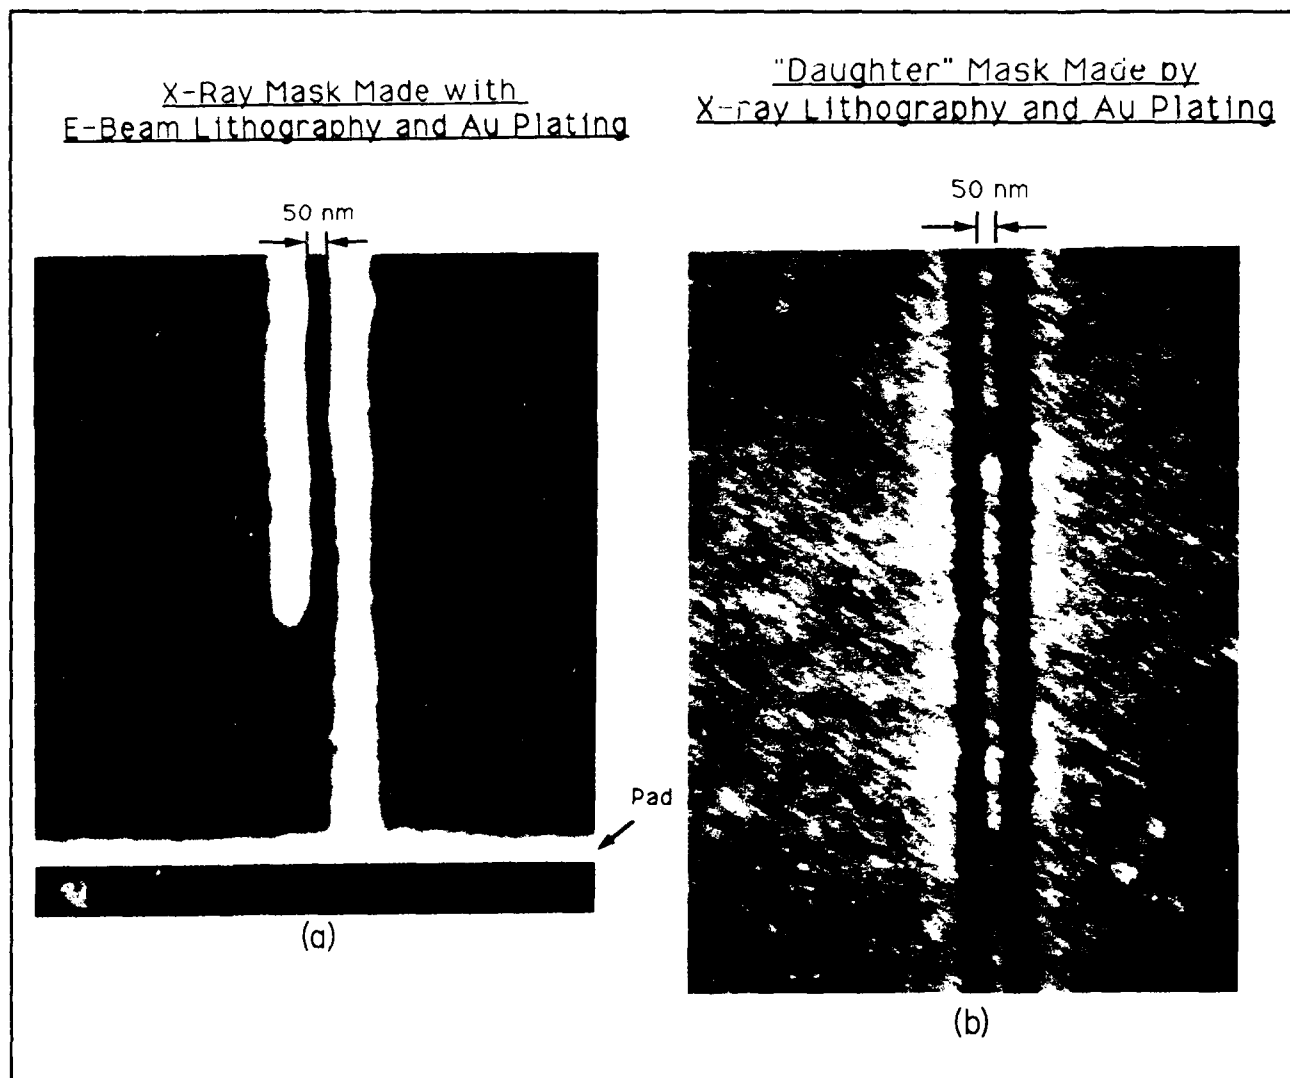 X-Ray Mask Made with
E-Beam Lithography and Au Plating
"Daughter" Mask Made by
X-ray Lithography and Au Plating
50 nm
50 nm
Pad
(a)
(b)